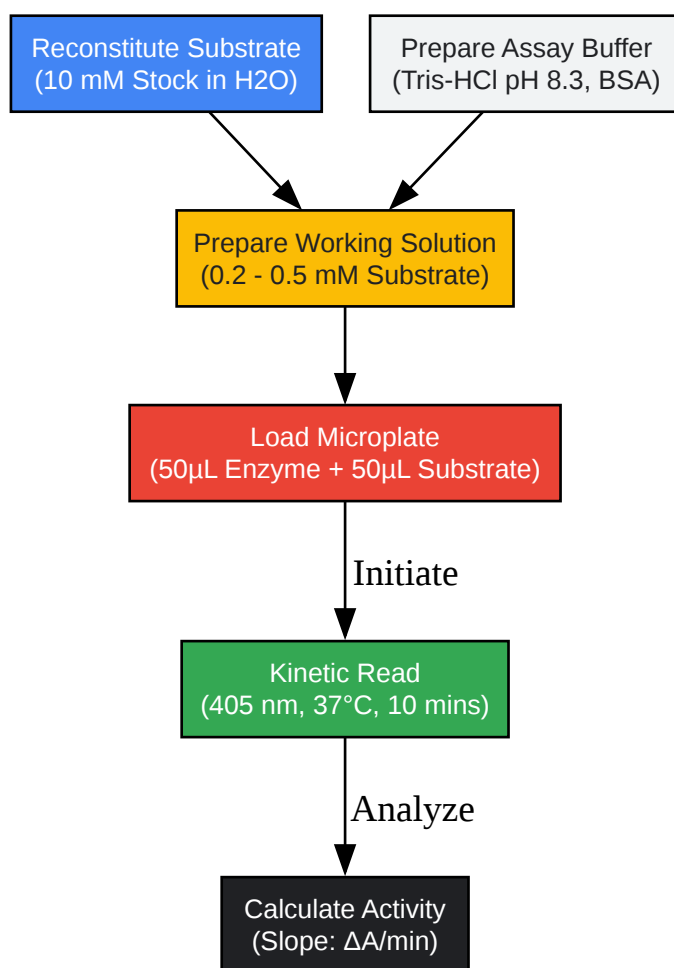 Reconstitute Substrate
(10 mM Stock in H2O)
Prepare Assay Buffer
(Tris-HCl pH 8.3, BSA)
Prepare Working Solution
(0.2 - 0.5 mM Substrate)
Load Microplate
(50µL Enzyme + 50µL Substrate)
Initiate
Kinetic Read
(405 nm, 37°C, 10 mins)
Analyze
Calculate Activity
(Slope: ΔA/min)